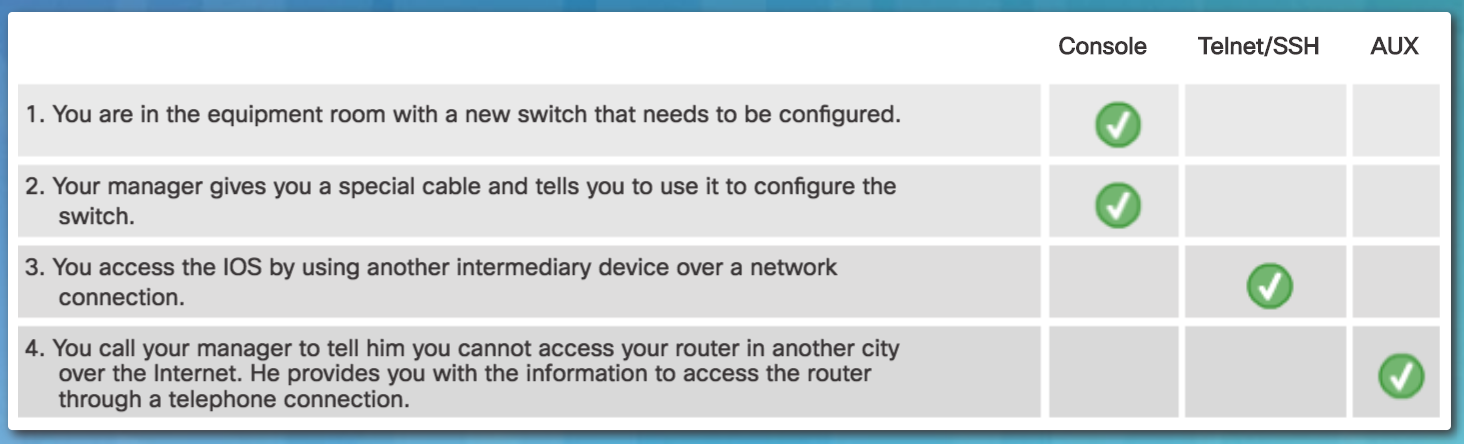 Console Telnet/SSH AUX
1. You are in the equipment room with a new switch that needs to be configured.
2. Your manager gives you a special cable and tells you to use it to configure the
switch.
3. You access the IOS by using another intermediary device over a network
connection.
4. You call your manager to tell him you cannot access your router in another city
over the Internet. He provides you with the information to access the router
through a telephone connection.